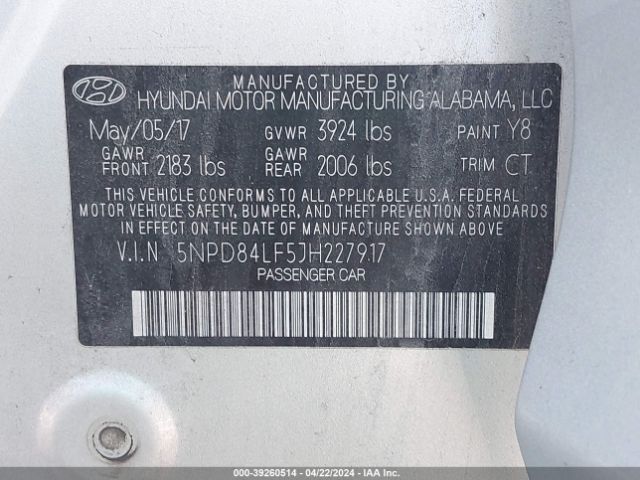 MANUFACTURED BY
HYUNDAI MOTOR MANUFACTURING ALABAMA, LLC
May/05/17 GVWR 3924 lbs PAINT Y8
GAWR FRONT 2183 lbs GAWR REAR 2006 lbs TRIM CT
THIS VEHICLE CONFORMS TO ALL APPLICABLE U.S.A. FEDERAL
MOTOR VEHICLE SAFETY, BUMPER, AND THEFT PREVENTION STANDARDS
IN EFFECT ON THE DATE OF MANUFACTURE SHOWN ABOVE.
V.I.N 5NPD84LF5JH227917
PASSENGER CAR
000-39260514 - 04/22/2024 - IAA Inc.